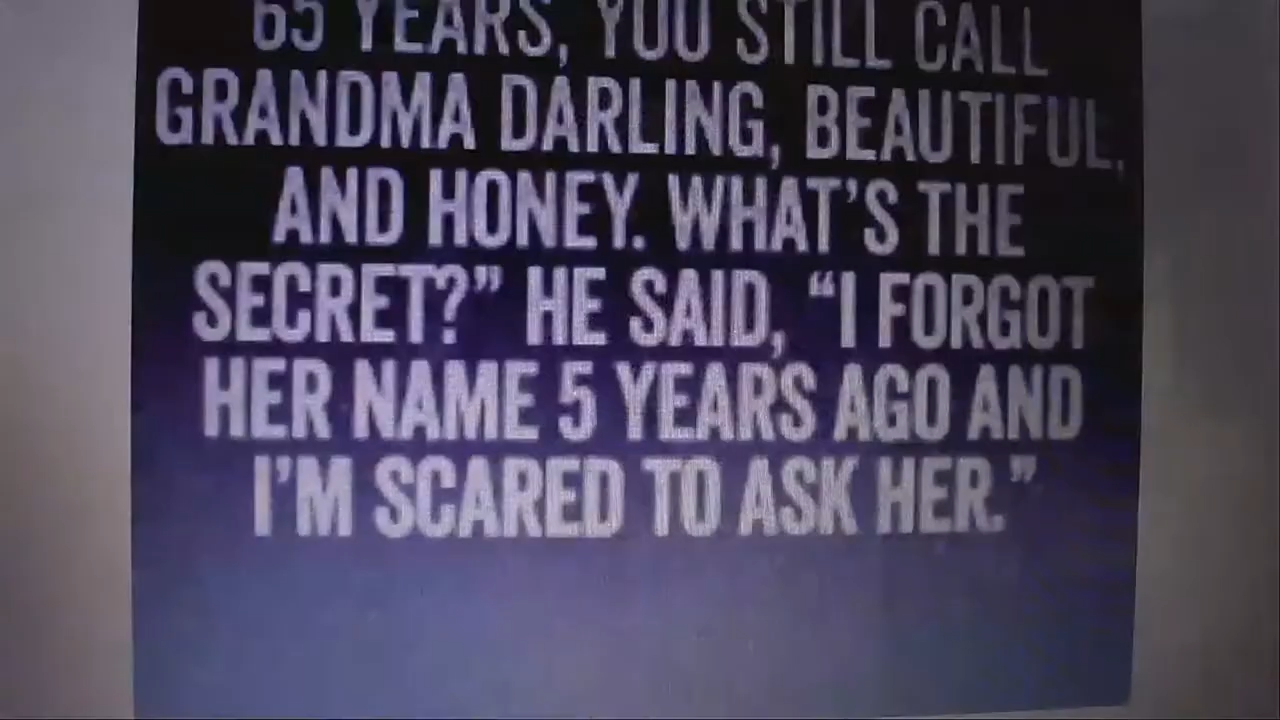 65 YEARS, YOU STILL CALL
GRANDMA DARLING, BEAUTIFUL,
AND HONEY. WHAT’S THE
SECRET?” HE SAID, “I FORGOT
HER NAME 5 YEARS AGO AND
I’M SCARED TO ASK HER.”